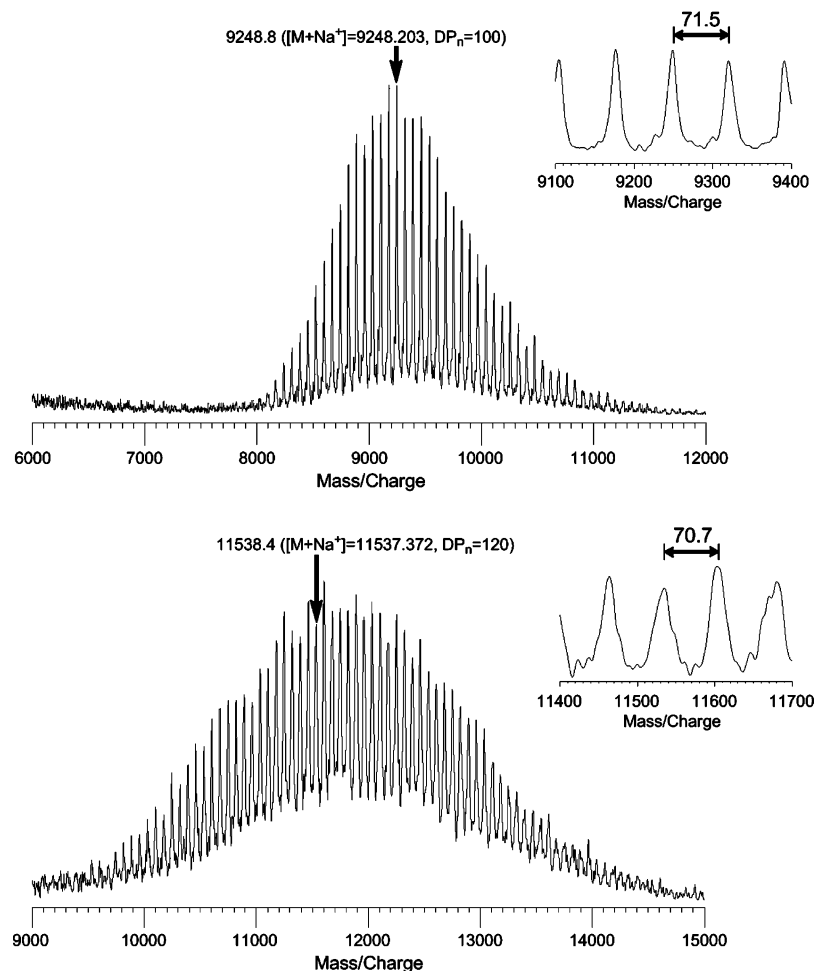 9248.8 ([M+Na⁺]=9248.203, DPₙ=100)
71.5
9100 9200 9300 9400
Mass/Charge
6000 7000 8000 9000 10000 11000 12000
Mass/Charge
11538.4 ([M+Na⁺]=11537.372, DPₙ=120)
70.7
11400 11500 11600 11700
Mass/Charge
9000 10000 11000 12000 13000 14000 15000
Mass/Charge